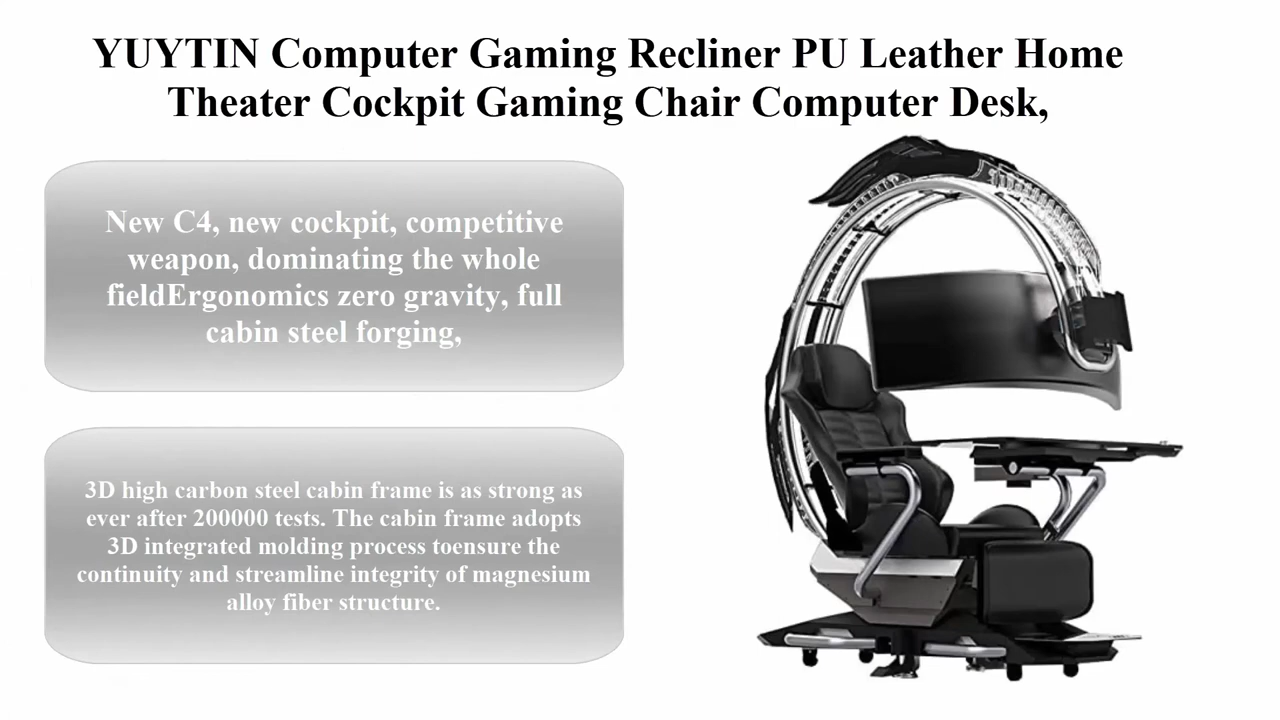 YUYTIN Computer Gaming Recliner PU Leather Home
Theater Cockpit Gaming Chair Computer Desk,
New C4, new cockpit, competitive
weapon, dominating the whole
fieldErgonomics zero gravity, full
cabin steel forging,
3D high carbon steel cabin frame is as strong as
ever after 200000 tests. The cabin frame adopts
3D integrated molding process toensure the
continuity and streamline integrity of magnesium
alloy fiber structure.